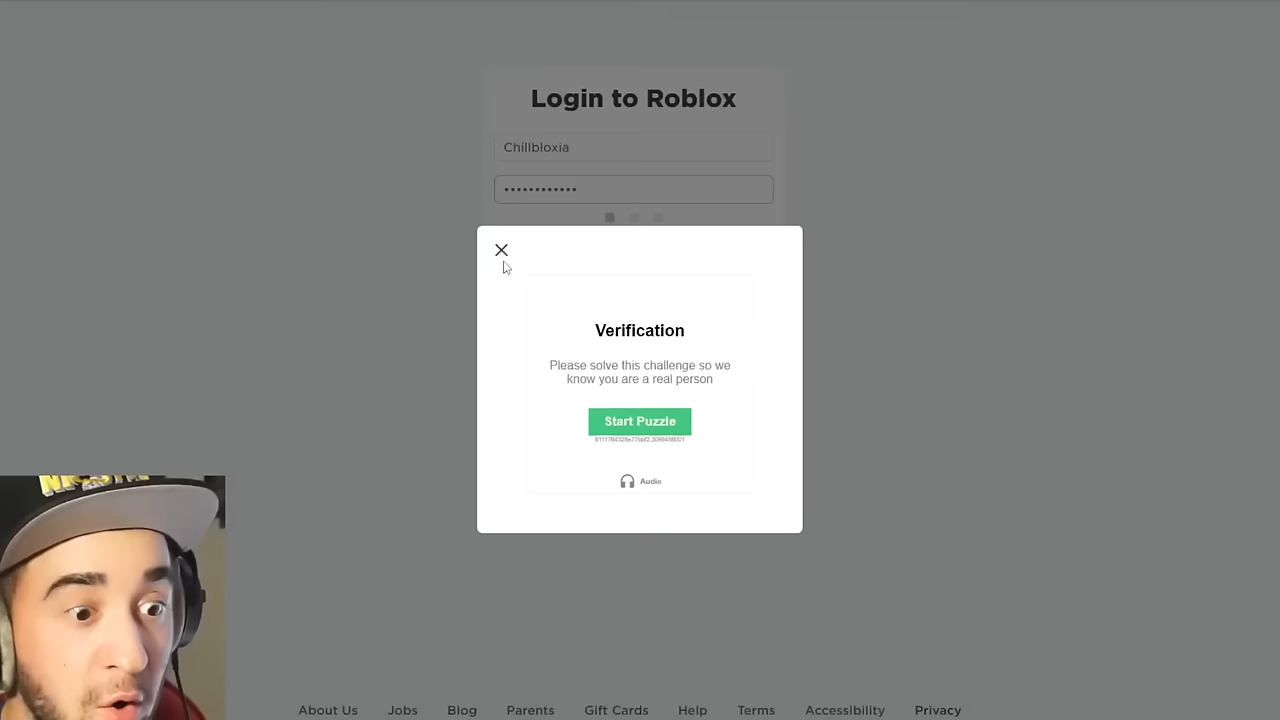 Login to Roblox
Chillbloxia
Verification
Please solve this challenge so we
know you are a real person
Start Puzzle
Audio
About Us Jobs Blog Parents Gift Cards Help Terms Accessibility Privacy